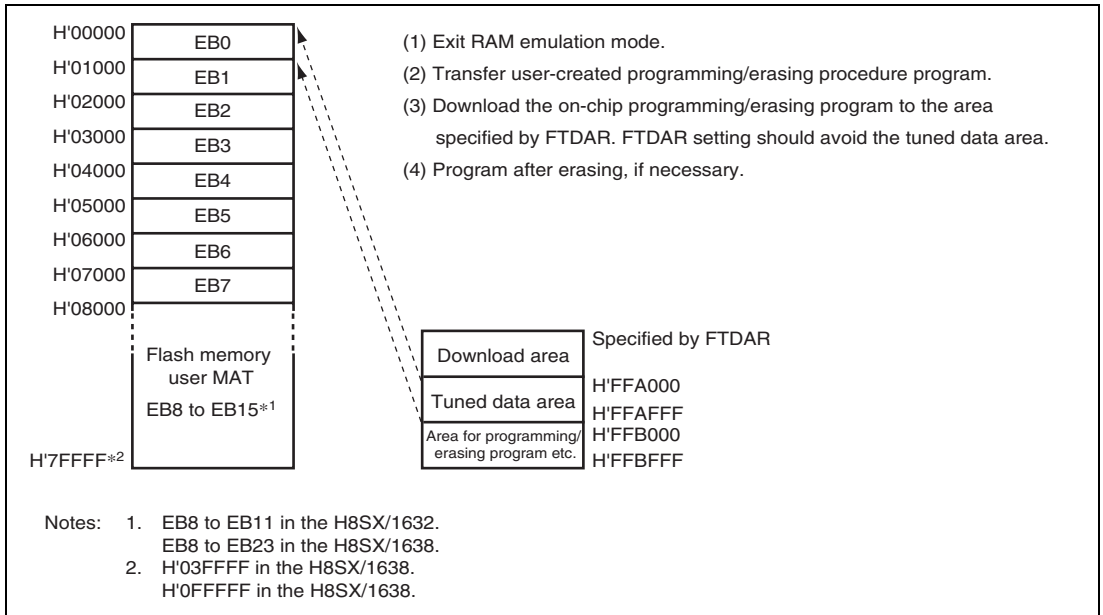 H'00000
EB0
H'01000
EB1
H'02000
EB2
H'03000
EB3
H'04000
EB4
H'05000
EB5
H'06000
EB6
H'07000
EB7
H'08000
Flash memory
user MAT
EB8 to EB15*1
H'7FFFF*2
(1) Exit RAM emulation mode.
(2) Transfer user-created programming/erasing procedure program.
(3) Download the on-chip programming/erasing program to the area
specified by FTDAR. FTDAR setting should avoid the tuned data area.
(4) Program after erasing, if necessary.
Download area
Specified by FTDAR
Tuned data area
H'FFA000
H'FFAFFF
Area for programming/
erasing program etc.
H'FFB000
H'FFBFFF
Notes: 1. EB8 to EB11 in the H8SX/1632.
EB8 to EB23 in the H8SX/1638.
2. H'03FFFF in the H8SX/1638.
H'0FFFFF in the H8SX/1638.